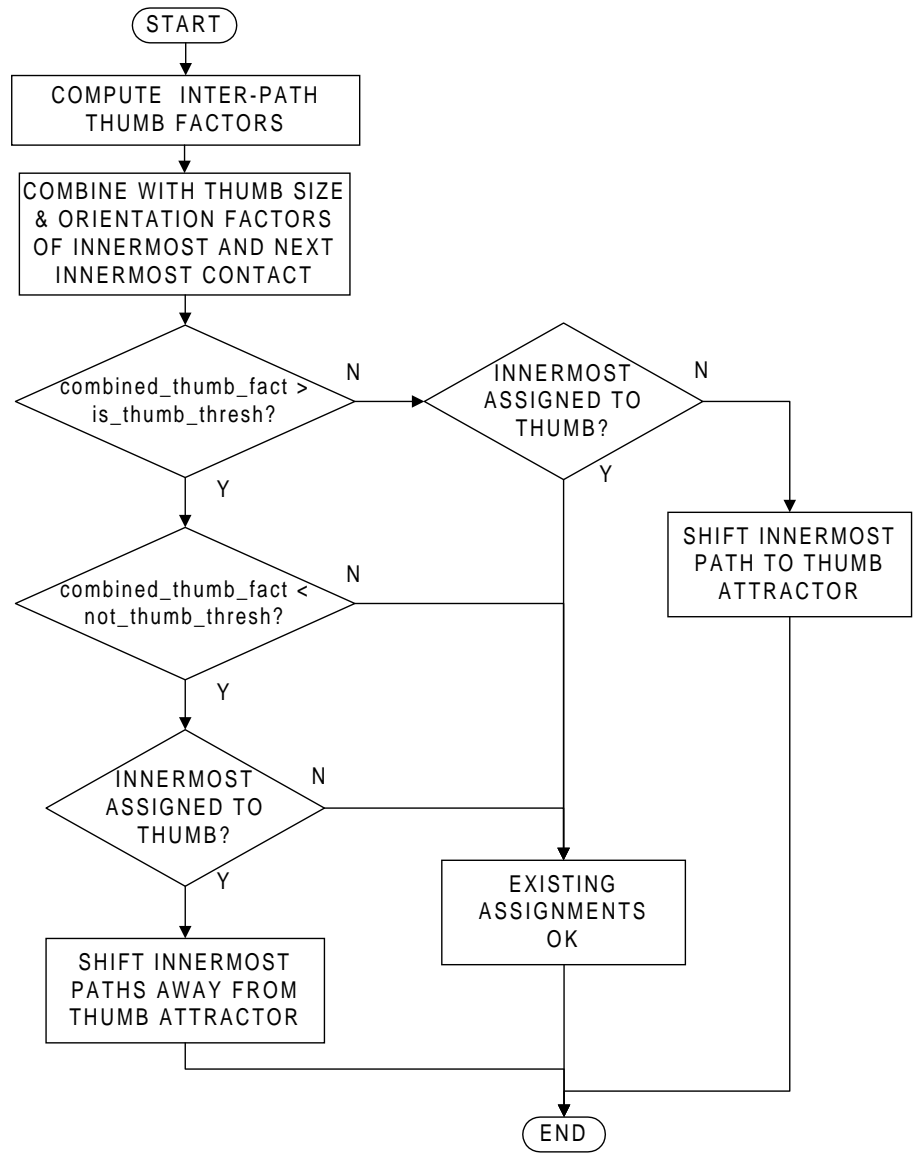 START
COMPUTE INTER-PATH
THUMB FACTORS
COMBINE WITH THUMB SIZE
& ORIENTATION FACTORS
OF INNERMOST AND NEXT
INNERMOST CONTACT
combined_thumb_fact >
is_thumb_thresh?
N
Y
INNERMOST
ASSIGNED TO
THUMB?
N
Y
SHIFT INNERMOST
PATH TO THUMB
ATTRACTOR
combined_thumb_fact <
not_thumb_thresh?
N
Y
INNERMOST
ASSIGNED TO
THUMB?
N
Y
EXISTING
ASSIGNMENTS
OK
SHIFT INNERMOST
PATHS AWAY FROM
THUMB ATTRACTOR
END